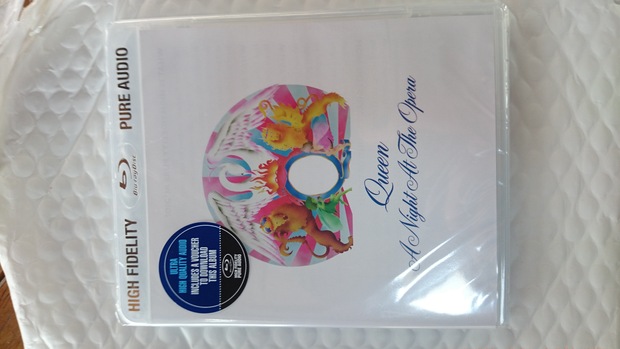 HIGH FIDELITY
Blu-ray Disc
PURE AUDIO
Queen
A Night At The Opera
ULTRA
HIGH QUALITY AUDIO
INCLUDES A VOUCHER
TO DOWNLOAD
THIS ALBUM